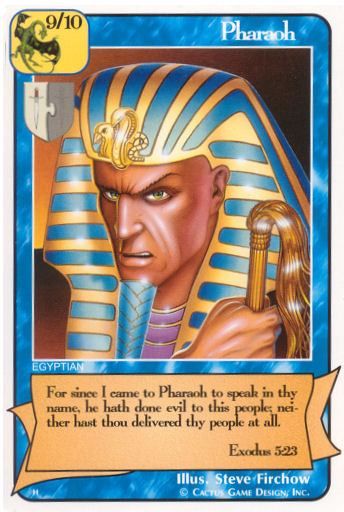 9/10
Pharaoh
EGYPTIAN
For since I came to Pharaoh to speak in thy
name, he hath done evil to this people; nei-
ther hast thou delivered thy people at all.
Exodus 5:23
Illus. Steve Firchow
H © CACTUS GAME DESIGN, INC.